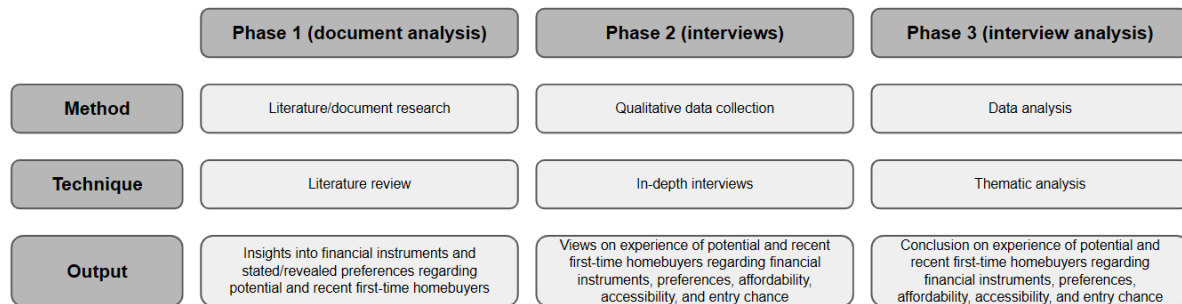 Phase 1 (document analysis)
Phase 2 (interviews)
Phase 3 (interview analysis)
Method
Literature/document research
Qualitative data collection
Data analysis
Technique
Literature review
In-depth interviews
Thematic analysis
Output
Insights into financial instruments and
stated/revealed preferences regarding
potential and recent first-time homebuyers
Views on experience of potential and recent
first-time homebuyers regarding financial
instruments, preferences, affordability,
accessibility, and entry chance
Conclusion on experience of potential and
recent first-time homebuyers regarding
financial instruments, preferences,
affordability, accessibility, and entry chance